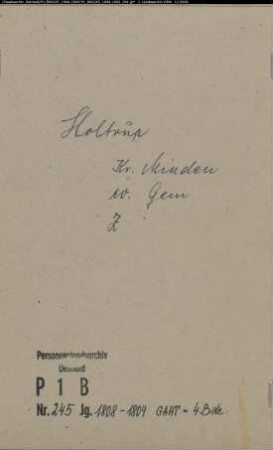 Holtrup
Kr. Minden
ev. Gem
Z
Personenstandsarchiv
Detmold
P 1 B
Nr. 245 Jg. 1808 - 1809 GAHT = 4. Bde.